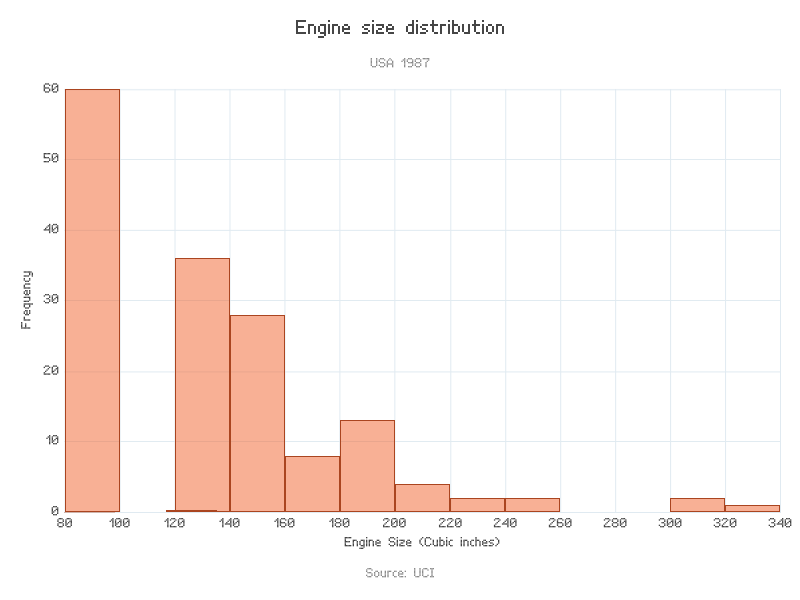 Engine size distribution
USA 1987
60
50
40
30
20
10
0
Frequency
80 100 120 140 160 180 200 220 240 260 280 300 320 340
Engine Size (Cubic inches)
Source: UCI